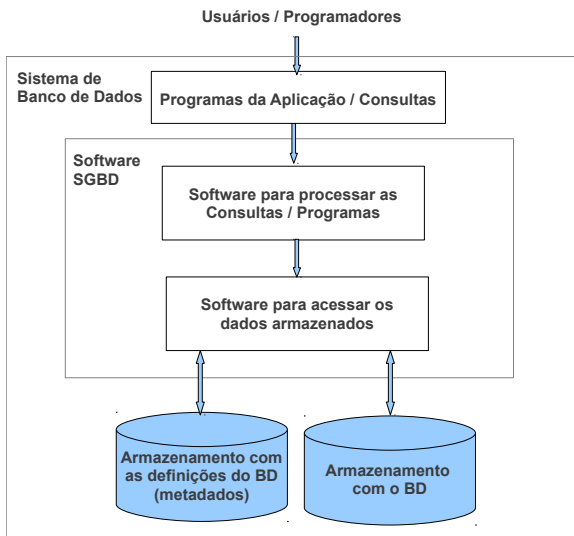 Usuários / Programadores
Sistema de
Banco de Dados
Programas da Aplicação / Consultas
Software
SGBD
Software para processar as
Consultas / Programas
Software para acessar os
dados armazenados
Armazenamento com
as definições do BD
(metadados)
Armazenamento
com o BD